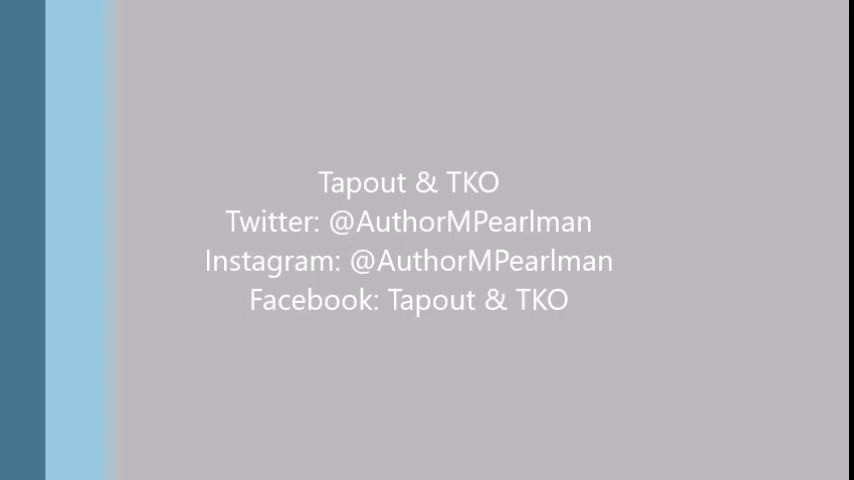 Tapout & TKO
Twitter: @AuthorMPearlman
Instagram: @AuthorMPearlman
Facebook: Tapout & TKO